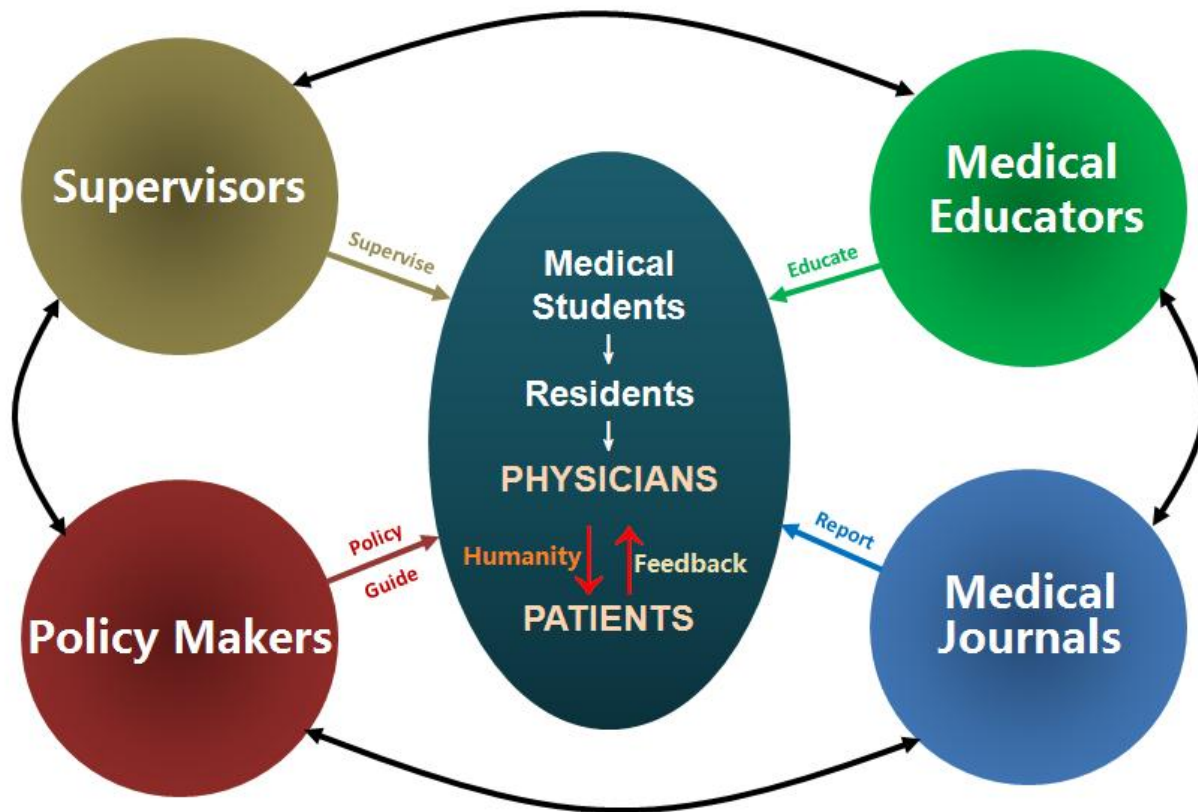 Supervisors
Medical
Educators
Supervise
Educate
Medical
Students
Residents
PHYSICIANS
Humanity
Feedback
PATIENTS
Policy
Guide
Report
Policy Makers
Medical
Journals